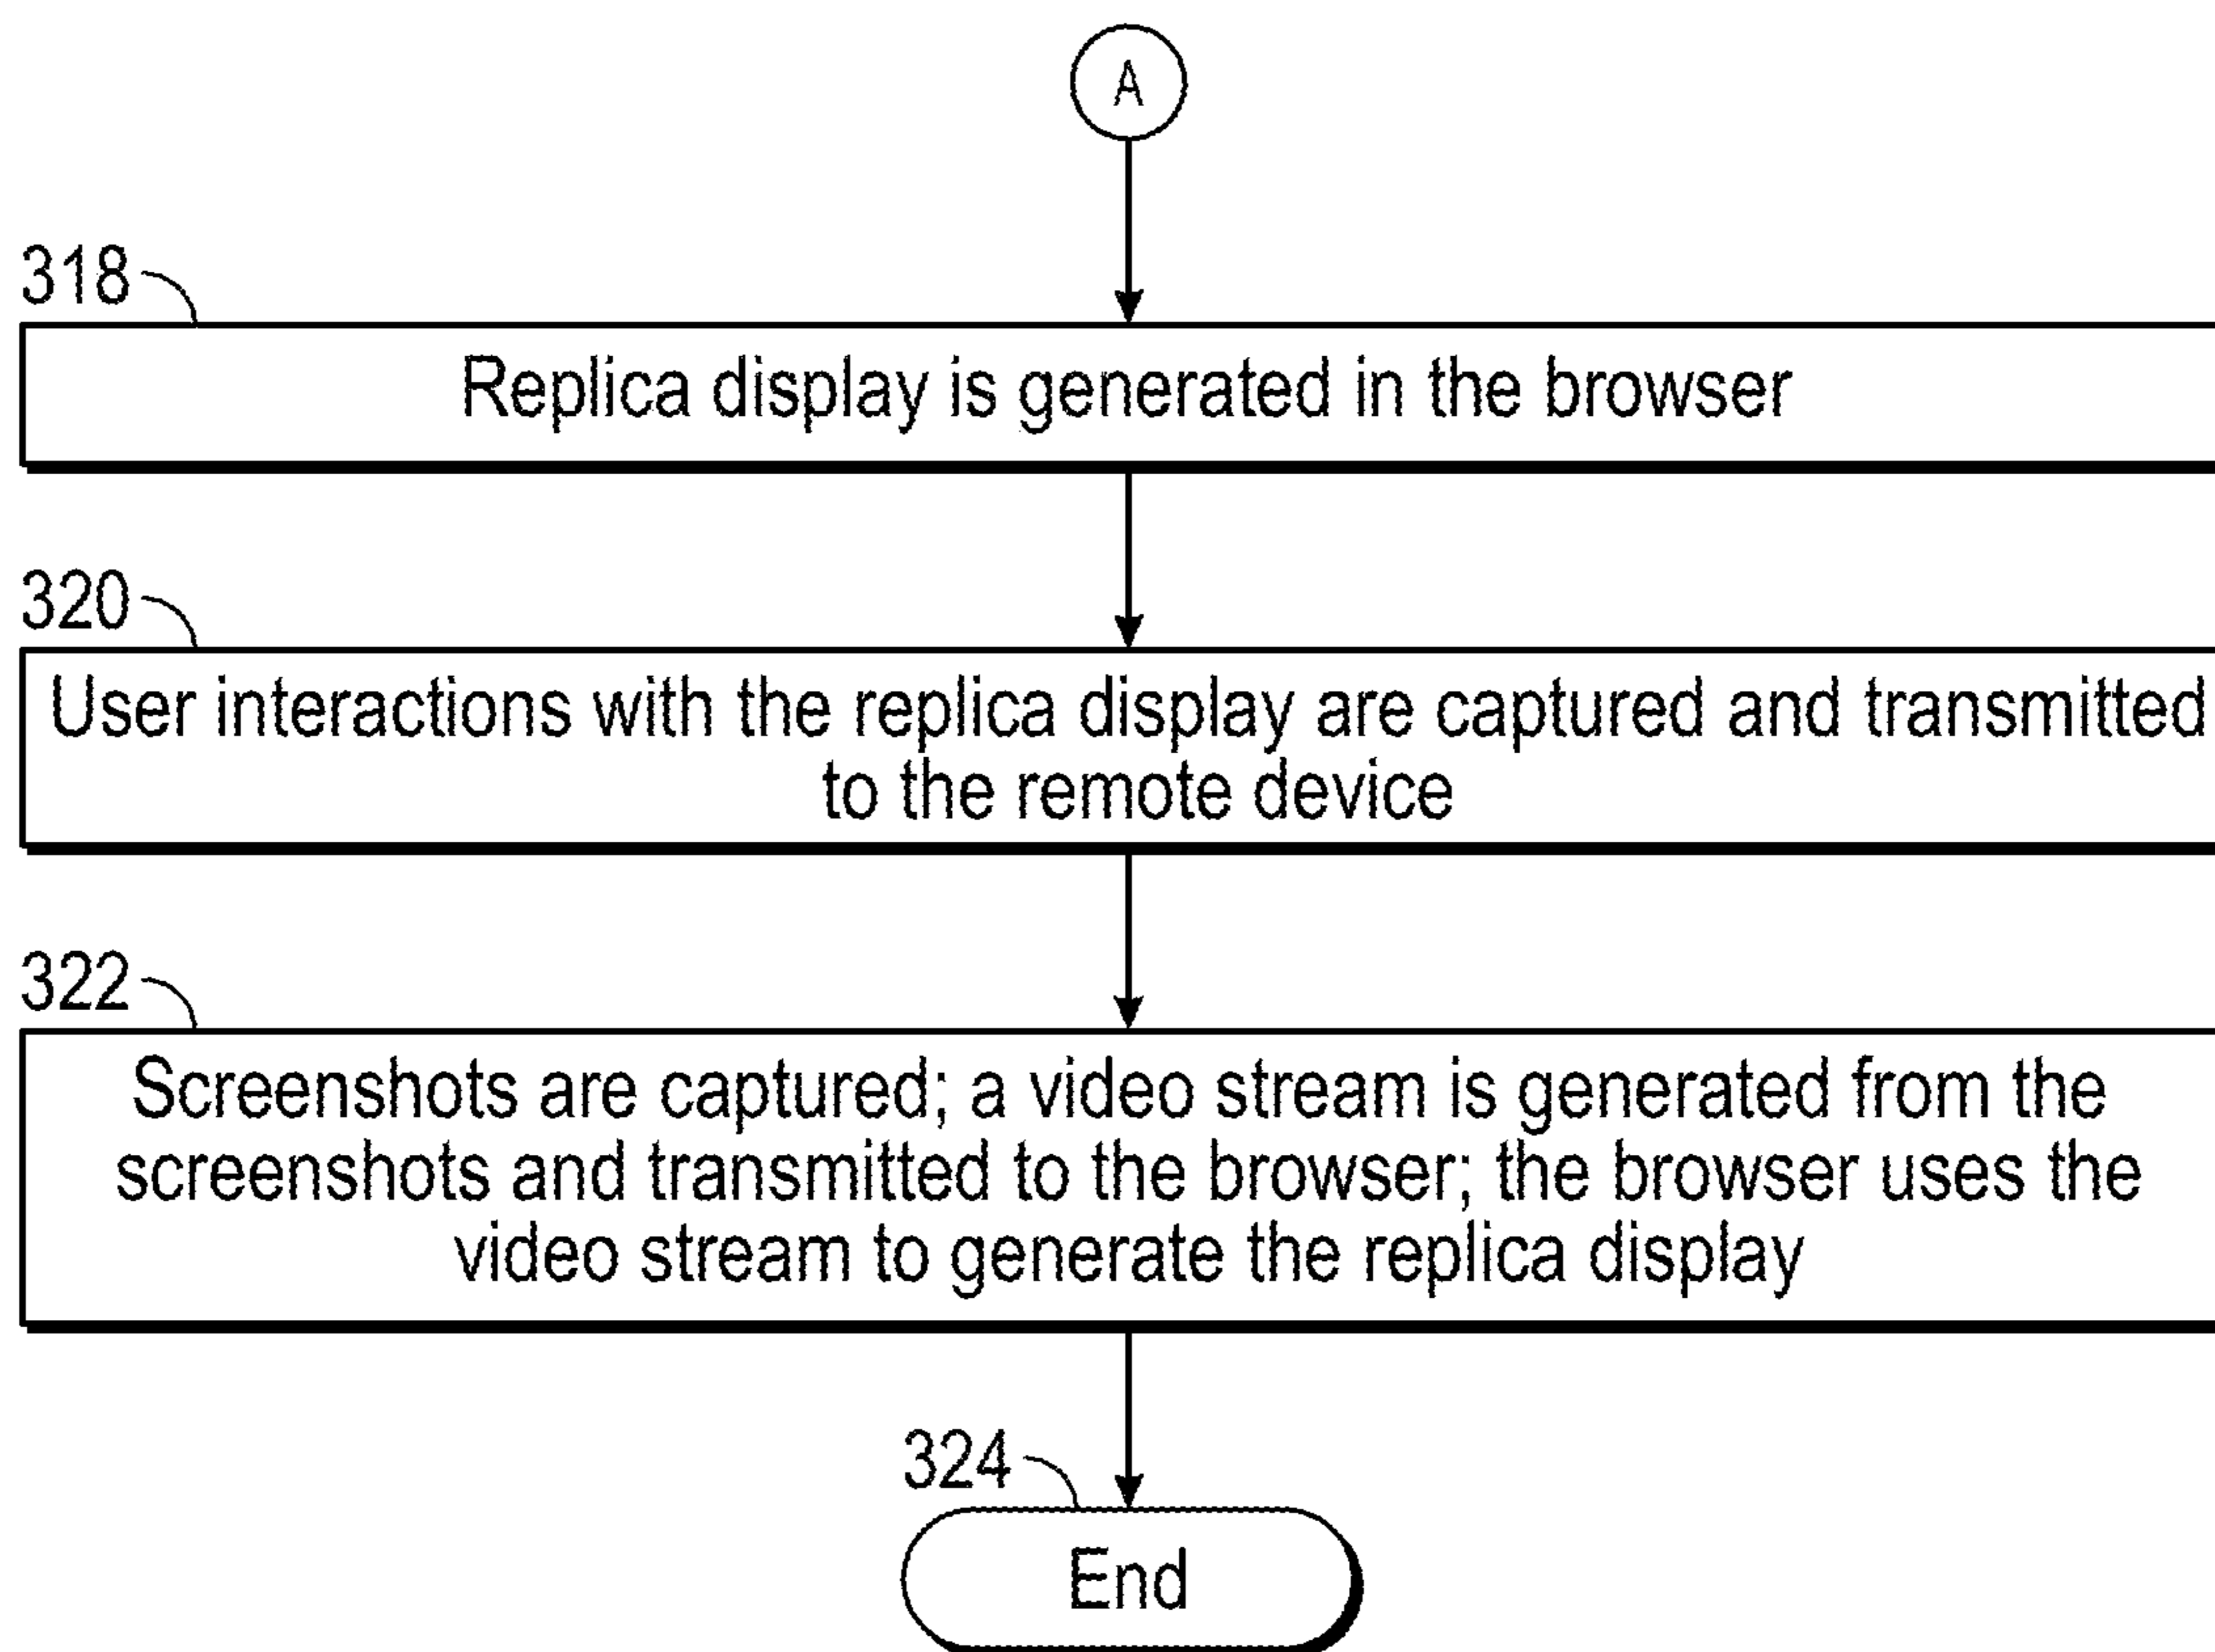 A
318
Replica display is generated in the browser
320
User interactions with the replica display are captured and transmitted
to the remote device
322
Screenshots are captured; a video stream is generated from the
screenshots and transmitted to the browser; the browser uses the
video stream to generate the replica display
324
End